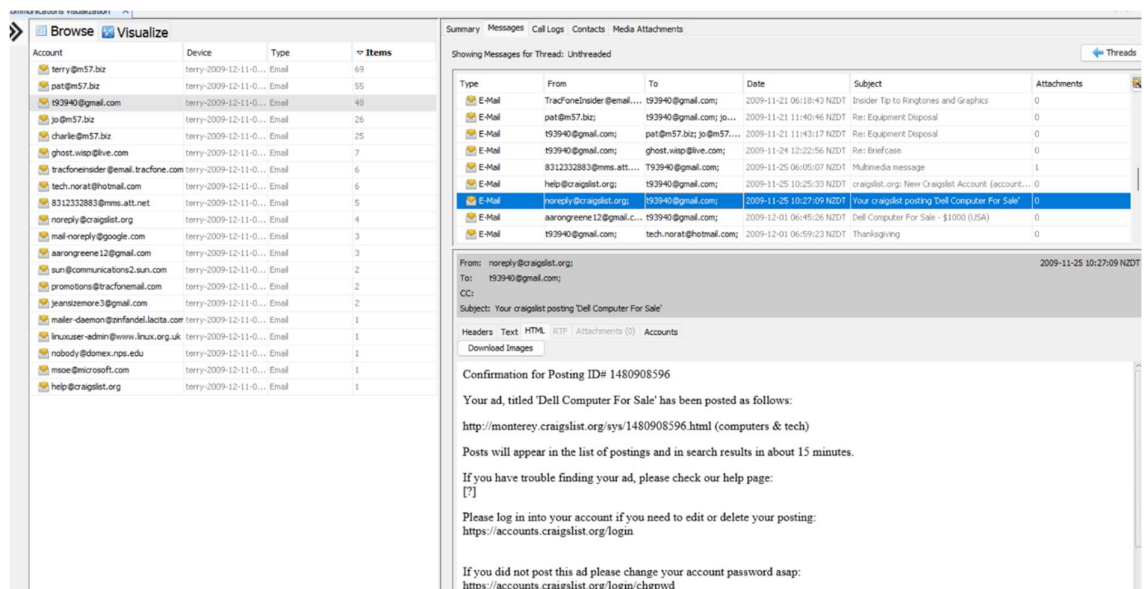 Communications Visualization
Browse Visualize
Account Device Type Items
terry@m57.biz terry-2009-12-11-0... Email 69
pat@m57.biz terry-2009-12-11-0... Email 55
t93940@gmail.com terry-2009-12-11-0... Email 48
jo@m57.biz terry-2009-12-11-0... Email 26
charlie@m57.biz terry-2009-12-11-0... Email 25
ghost.wisp@live.com terry-2009-12-11-0... Email 7
tracfoneinsider@email.tracfone.com terry-2009-12-11-0... Email 6
tech.norat@hotmail.com terry-2009-12-11-0... Email 6
8312332883@mms.att.net terry-2009-12-11-0... Email 5
noreply@craigslist.org terry-2009-12-11-0... Email 4
mail-noreply@google.com terry-2009-12-11-0... Email 3
aarongreene12@gmail.com terry-2009-12-11-0... Email 3
sun@communications2.sun.com terry-2009-12-11-0... Email 2
promotions@tracfonemail.com terry-2009-12-11-0... Email 2
jeansizemore3@gmail.com terry-2009-12-11-0... Email 2
mailer-daemon@zinfandel.lacita.com terry-2009-12-11-0... Email 1
linuxuser-admin@www.linux.org.uk terry-2009-12-11-0... Email 1
nobody@domex.nps.edu terry-2009-12-11-0... Email 1
msoe@microsoft.com terry-2009-12-11-0... Email 1
help@craigslist.org terry-2009-12-11-0... Email 1
Summary Messages Call Logs Contacts Media Attachments
Showing Messages for Thread: Unthreaded Threads
Type From To Date Subject Attachments
E-Mail TracFoneInsider@email.... t93940@gmail.com; 2009-11-21 06:18:43 NZDT Insider Tip to Ringtones and Graphics 0
E-Mail pat@m57.biz; t93940@gmail.com; jo... 2009-11-21 11:40:46 NZDT Re: Equipment Disposal 0
E-Mail t93940@gmail.com; pat@m57.biz; jo@m57.... 2009-11-21 11:43:17 NZDT Re: Equipment Disposal 0
E-Mail t93940@gmail.com; ghost.wisp@live.com; 2009-11-24 12:22:56 NZDT Re: Briefcase 0
E-Mail 8312332883@mms.att.... T93940@gmail.com; 2009-11-25 06:05:07 NZDT Multimedia message 1
E-Mail help@craigslist.org; t93940@gmail.com; 2009-11-25 10:25:33 NZDT craigslist.org: New Craigslist Account {account... 0
E-Mail noreply@craigslist.org; t93940@gmail.com; 2009-11-25 10:27:09 NZDT Your craigslist posting 'Dell Computer For Sale' 0
E-Mail aarongreene12@gmail.c... t93940@gmail.com; 2009-12-01 06:45:26 NZDT Dell Computer For Sale - $1000 (USA) 0
E-Mail t93940@gmail.com; tech.norat@hotmail.com; 2009-12-01 06:59:23 NZDT Thanksgiving 0
From: noreply@craigslist.org; 2009-11-25 10:27:09 NZDT
To: t93940@gmail.com;
CC:
Subject: Your craigslist posting 'Dell Computer For Sale'
Headers Text HTML RTF Attachments (0) Accounts
Download Images
Confirmation for Posting ID# 1480908596
Your ad, titled 'Dell Computer For Sale' has been posted as follows:
http://monterey.craigslist.org/sys/1480908596.html (computers & tech)
Posts will appear in the list of postings and in search results in about 15 minutes.
If you have trouble finding your ad, please check our help page:
[?]
Please log in into your account if you need to edit or delete your posting:
https://accounts.craigslist.org/login
If you did not post this ad please change your account password asap:
https://accounts.craigslist.org/login/chgpwd